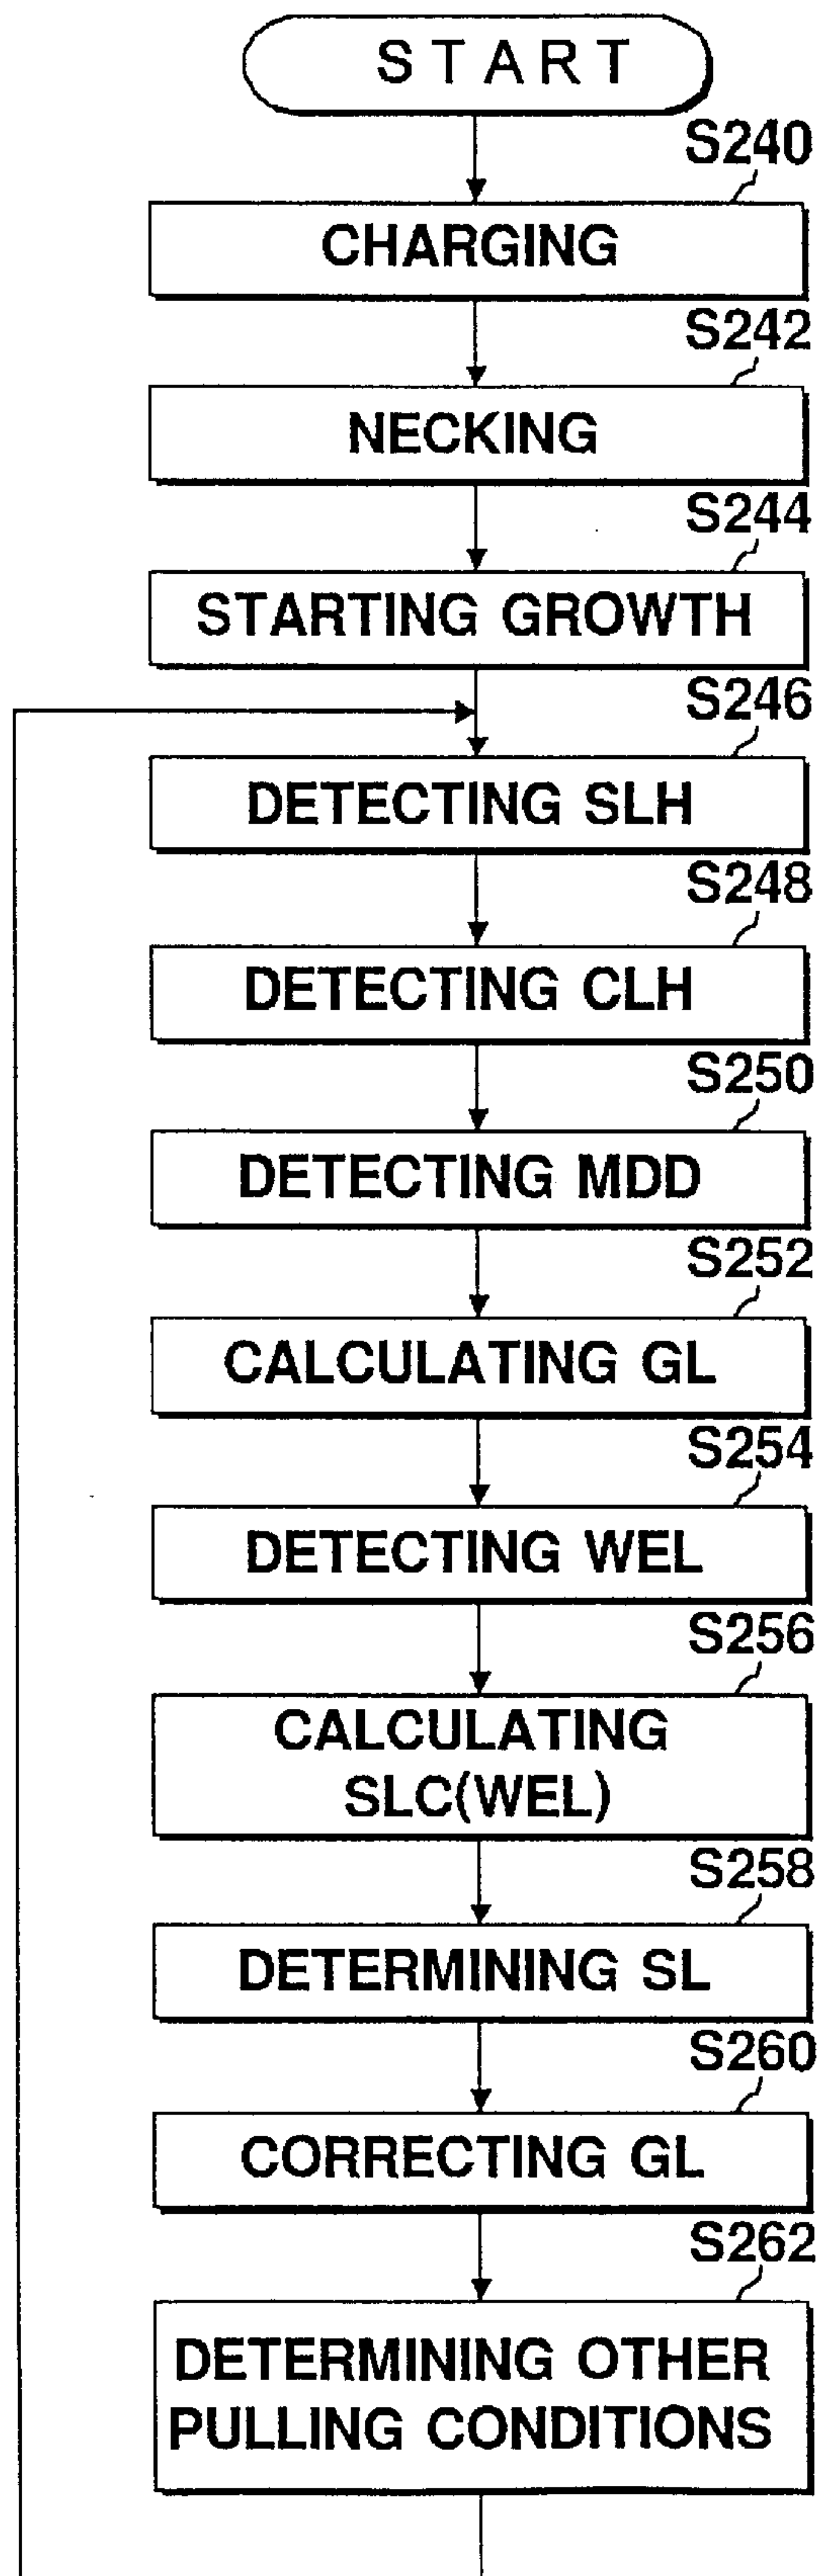 START
S240
CHARGING
S242
NECKING
S244
STARTING GROWTH
S246
DETECTING SLH
S248
DETECTING CLH
S250
DETECTING MDD
S252
CALCULATING GL
S254
DETECTING WEL
S256
CALCULATING
SLC(WEL)
S258
DETERMINING SL
S260
CORRECTING GL
S262
DETERMINING OTHER
PULLING CONDITIONS